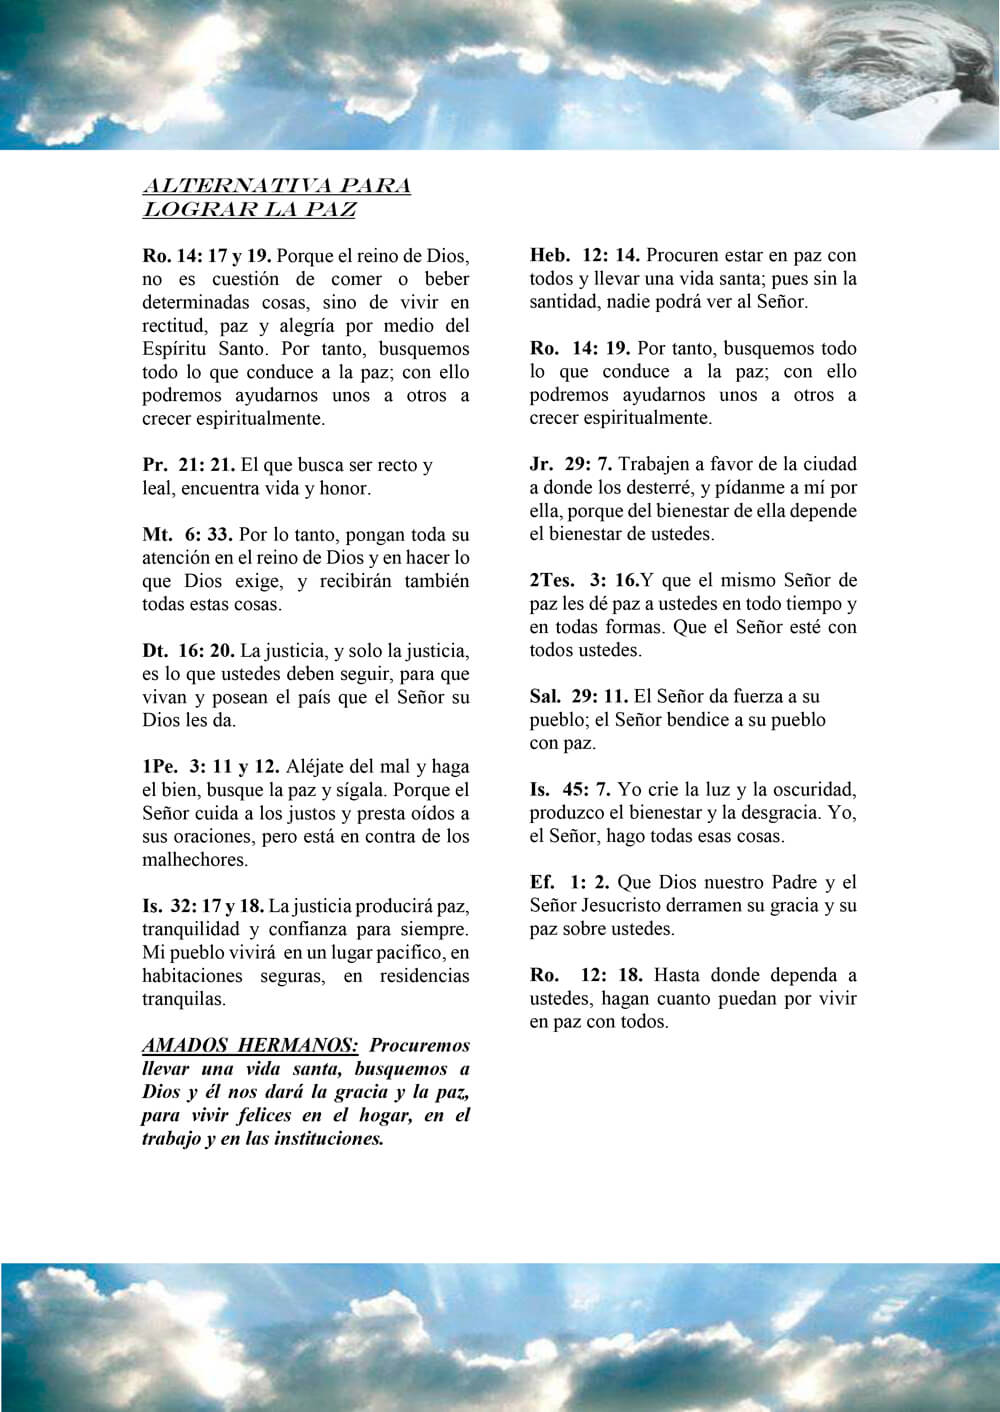 ALTERNATIVA PARA
LOGRAR LA PAZ
Ro. 14: 17 y 19. Porque el reino de Dios,
no es cuestión de comer o beber
determinadas cosas, sino de vivir en
rectitud, paz y alegría por medio del
Espíritu Santo. Por tanto, busquemos
todo lo que conduce a la paz; con ello
podremos ayudarnos unos a otros a
crecer espiritualmente.
Pr. 21: 21. El que busca ser recto y
leal, encuentra vida y honor.
Mt. 6: 33. Por lo tanto, pongan toda su
atención en el reino de Dios y en hacer lo
que Dios exige, y recibirán también
todas estas cosas.
Dt. 16: 20. La justicia, y solo la justicia,
es lo que ustedes deben seguir, para que
vivan y posean el país que el Señor su
Dios les da.
1Pe. 3: 11 y 12. Aléjate del mal y haga
el bien, busque la paz y sígala. Porque el
Señor cuida a los justos y presta oídos a
sus oraciones, pero está en contra de los
malhechores.
Is. 32: 17 y 18. La justicia producirá paz,
tranquilidad y confianza para siempre.
Mi pueblo vivirá en un lugar pacifico, en
habitaciones seguras, en residencias
tranquilas.
AMADOS HERMANOS: Procuremos
llevar una vida santa, busquemos a
Dios y él nos dará la gracia y la paz,
para vivir felices en el hogar, en el
trabajo y en las instituciones.
Heb. 12: 14. Procuren estar en paz con
todos y llevar una vida santa; pues sin la
santidad, nadie podrá ver al Señor.
Ro. 14: 19. Por tanto, busquemos todo
lo que conduce a la paz; con ello
podremos ayudarnos unos a otros a
crecer espiritualmente.
Jr. 29: 7. Trabajen a favor de la ciudad
a donde los desterré, y pídanme a mí por
ella, porque del bienestar de ella depende
el bienestar de ustedes.
2Tes. 3: 16.Y que el mismo Señor de
paz les dé paz a ustedes en todo tiempo y
en todas formas. Que el Señor esté con
todos ustedes.
Sal. 29: 11. El Señor da fuerza a su
pueblo; el Señor bendice a su pueblo
con paz.
Is. 45: 7. Yo crie la luz y la oscuridad,
produzco el bienestar y la desgracia. Yo,
el Señor, hago todas esas cosas.
Ef. 1: 2. Que Dios nuestro Padre y el
Señor Jesucristo derramen su gracia y su
paz sobre ustedes.
Ro. 12: 18. Hasta donde dependa a
ustedes, hagan cuanto puedan por vivir
en paz con todos.